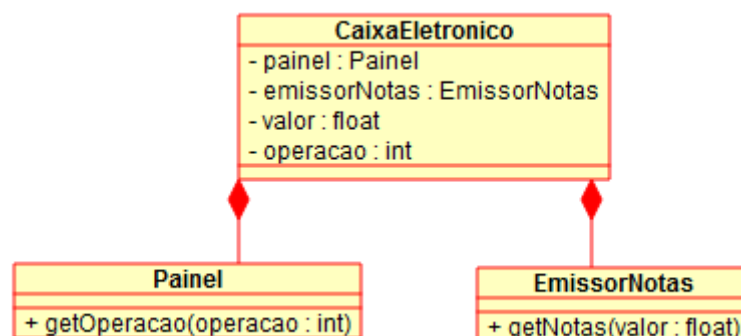 CaixaEletronico
- painel : Painel
- emissorNotas : EmissorNotas
- valor : float
- operacao : int
Painel
+ getOperacao(operacao : int)
EmissorNotas
+ getNotas(valor : float)